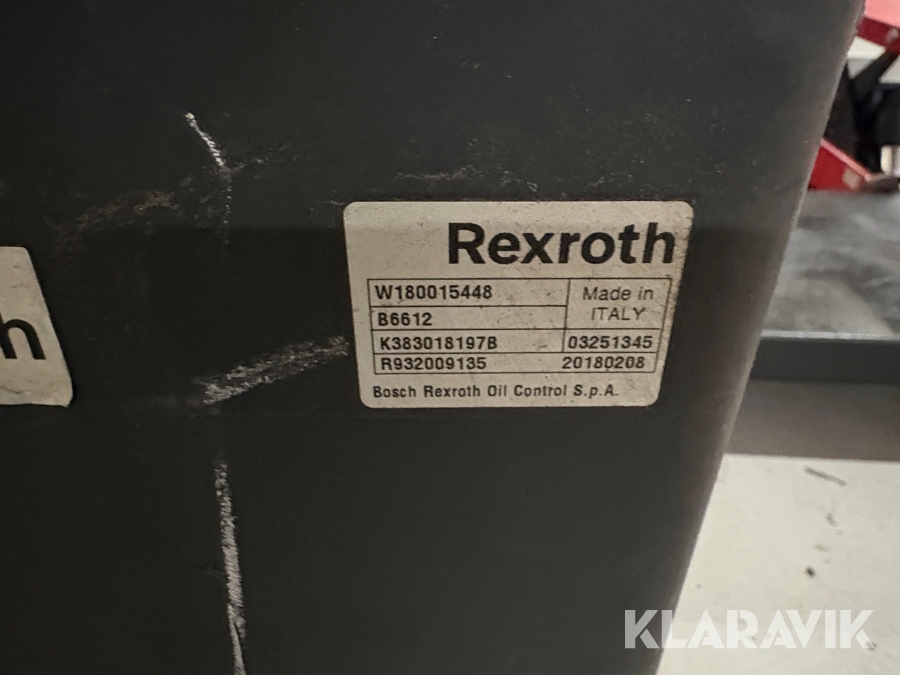 Rexroth
W180015448
Made in
ITALY
B6612
K383018197B 03251345
R932009135 20180208
Bosch Rexroth Oil Control S.p.A.
h
KLARAVIK